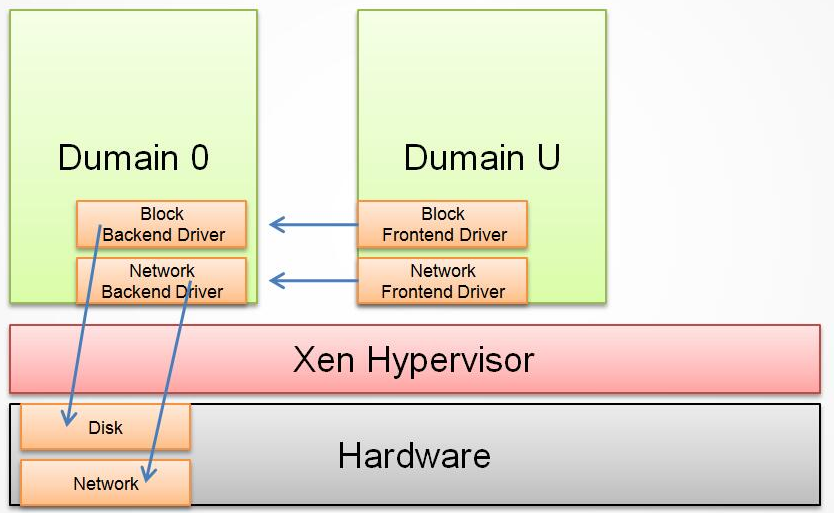 Dumain 0
Dumain U
Block
Backend Driver
Block
Frontend Driver
Network
Backend Driver
Network
Frontend Driver
Xen Hypervisor
Disk
Hardware
Network